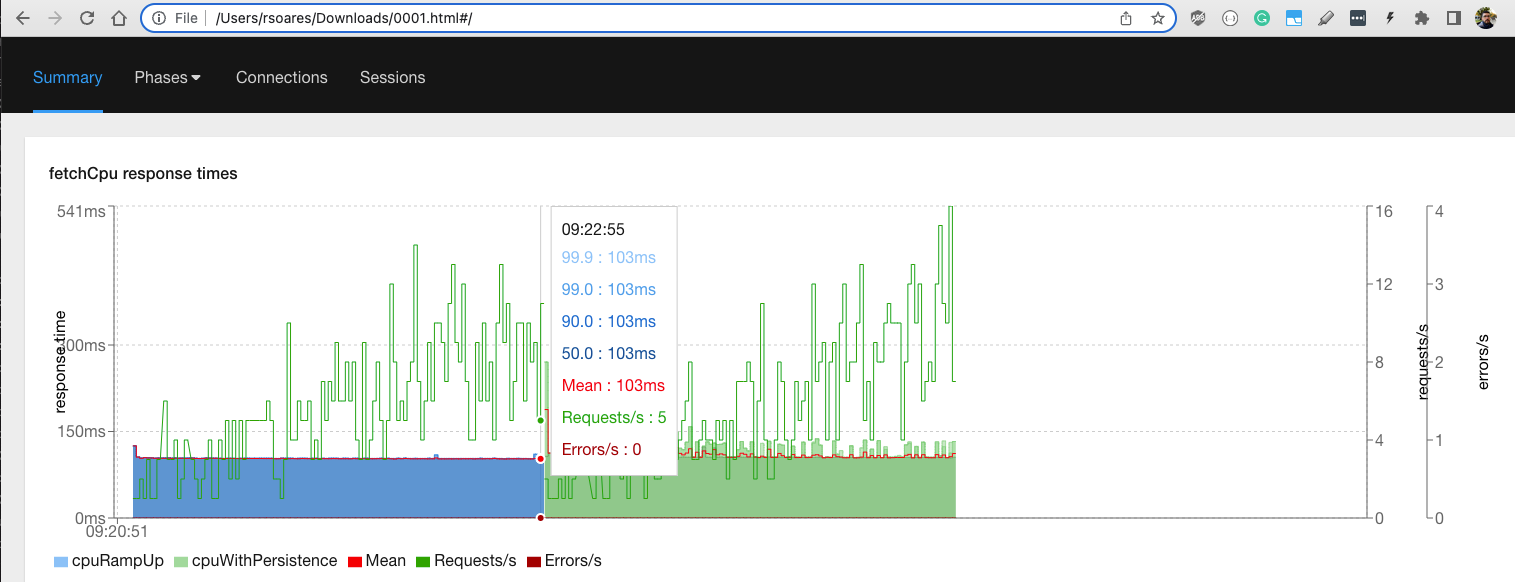 File /Users/rsoares/Downloads/0001.html#/
ABP
Summary Phases Connections Sessions
fetchCpu response times
541ms
300ms
150ms
0ms
response time
09:20:51
09:22:55
99.9 : 103ms
99.0 : 103ms
90.0 : 103ms
50.0 : 103ms
Mean : 103ms
Requests/s : 5
Errors/s : 0
16
12
8
4
0
requests/s
4
3
2
1
0
errors/s
cpuRampUp cpuWithPersistence Mean Requests/s Errors/s